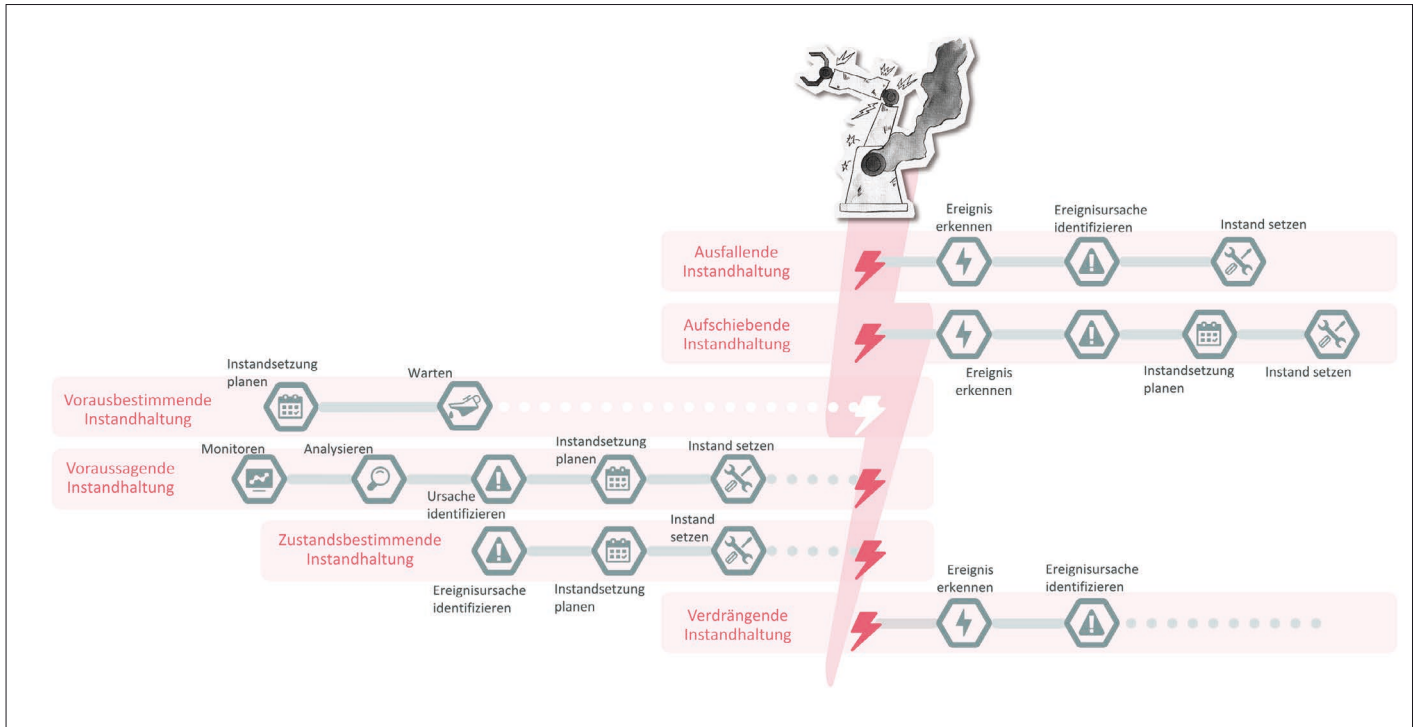 Ereignis
erkennen
Ereignisursache
identifizieren
Instand setzen
Ausfallende
Instandhaltung
Aufschiebende
Instandhaltung
Ereignis
erkennen
Instandsetzung
planen
Instand setzen
Instandsetzung
planen
Warten
Vorausbestimmende
Instandhaltung
Monitoren
Analysieren
Instandsetzung
planen
Instand setzen
Voraussagende
Instandhaltung
Ursache
identifizieren
Instand
setzen
Zustandsbestimmende
Instandhaltung
Ereignisursache
identifizieren
Instandsetzung
planen
Ereignis
erkennen
Ereignisursache
identifizieren
Verdrängende
Instandhaltung